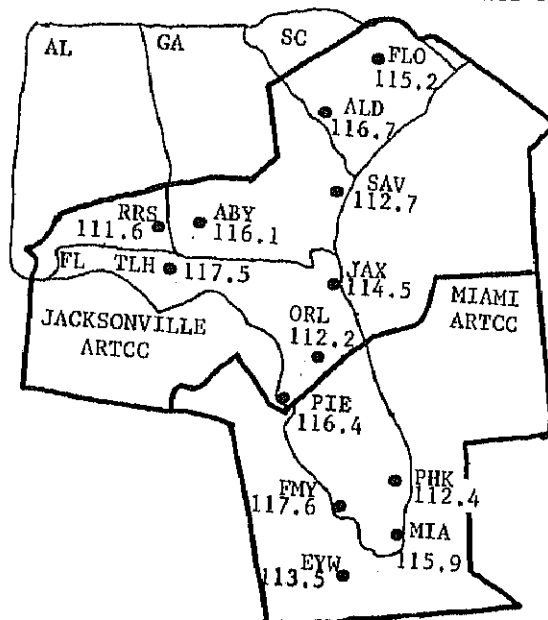 AL
GA
SC
FLO
115.2
ALD
116.7
SAV
112.7
RRS
111.6
ABY
116.1
FL
TLH
117.5
JAX
114.5
JACKSONVILLE
ARTCC
ORL
112.2
MIAMI
ARTCC
PIE
116.4
FMY
117.6
PHK
112.4
MIA
115.9
EYW
113.5